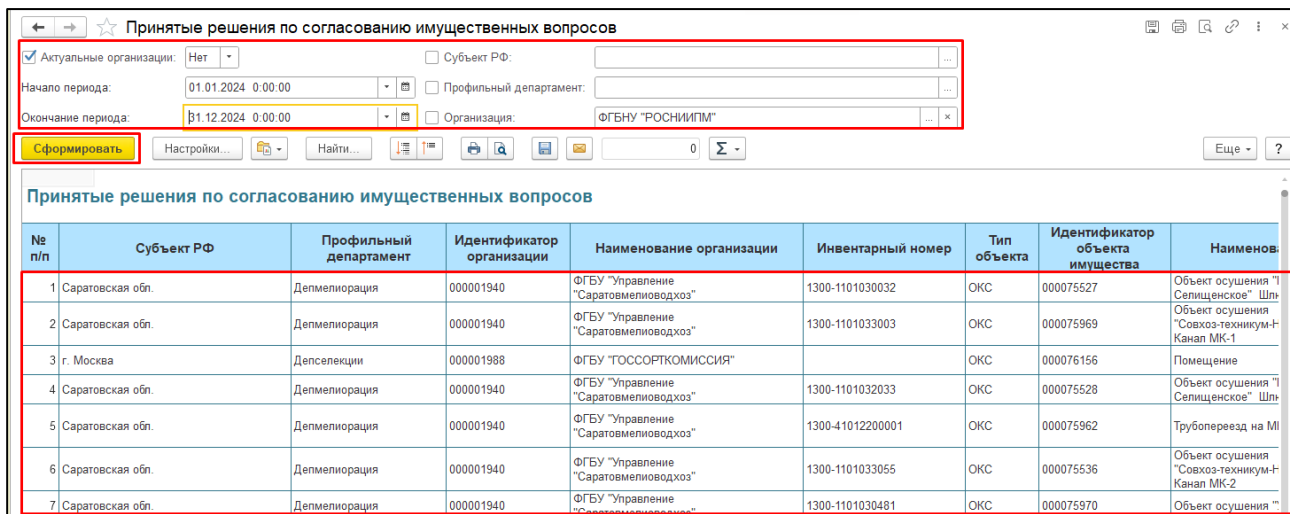 Принятые решения по согласованию имущественных вопросов
Актуальные организации: Нет Субъект РФ:
Начало периода: 01.01.2024 0:00:00 Профильный департамент:
Окончание периода: 31.12.2024 0:00:00 Организация: ФГБНУ "РОСНИИПМ"
Сформировать Настройки... Найти... 0 Σ Еще ?
Принятые решения по согласованию имущественных вопросов
№ п/п Субъект РФ Профильный департамент Идентификатор организации Наименование организации Инвентарный номер Тип объекта Идентификатор объекта имущества
1 Саратовская обл. Депмелиорация 000001940 ФГБУ "Управление "Саратовмелиоводхоз" 1300-1101030032 ОКС 000075527 Объект осушения Селищенское"
2 Саратовская обл. Депмелиорация 000001940 ФГБУ "Управление "Саратовмелиоводхоз" 1300-1101033003 ОКС 000075969 Объект осушения Канал МК-1
3 г. Москва Депселекции 000001988 ФГБУ "ГОССОРТКОМИССИЯ" ОКС 000076156 Помещение
4 Саратовская обл. Депмелиорация 000001940 ФГБУ "Управление "Саратовмелиоводхоз" 1300-1101032033 ОКС 000075528 Объект осушения Селищенское"
5 Саратовская обл. Депмелиорация 000001940 ФГБУ "Управление "Саратовмелиоводхоз" 1300-41012200001 ОКС 000075962 Трубопереезд на
6 Саратовская обл. Депмелиорация 000001940 ФГБУ "Управление "Саратовмелиоводхоз" 1300-1101033055 ОКС 000075536 Объект осушения Канал МК-2
7 Саратовская обл. Депмелиорация 000001940 ФГБУ "Управление 1300-1101030481 ОКС 000075970 Объект осушения